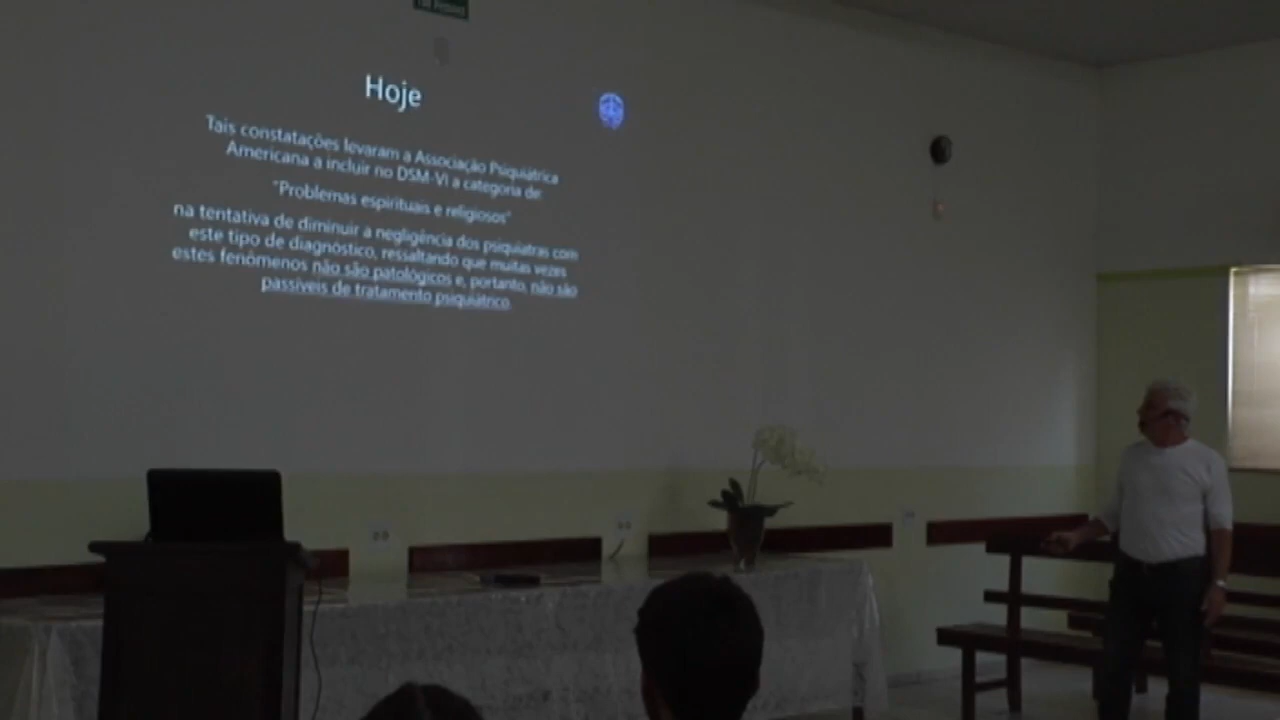 Hoje
Tais constatações levaram a Associação Psiquiátrica
Americana a incluir no DSM-VI a categoria de:
"Problemas espirituais e religiosos"
na tentativa de diminuir a negligência dos psiquiatras com
este tipo de diagnóstico, ressaltando que muitas vezes
estes fenômenos não são patológicos e, portanto, não são
passíveis de tratamento psiquiátrico.